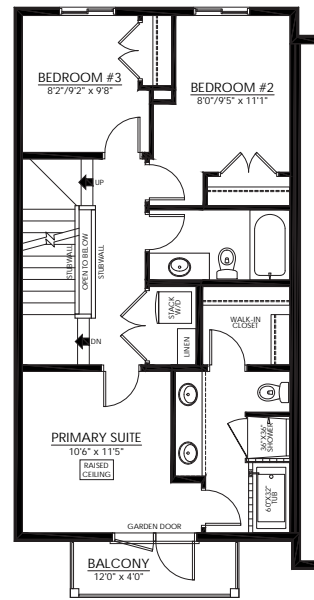 BEDROOM #3
8'2"/9'2" x 9'8"
BEDROOM #2
8'0"/9'5" x 11'1"
UP
STUBWALL
OPEN TO BELOW
STUBWALL
DN
STACK
W/D
LINEN
WALK-IN
CLOSET
PRIMARY SUITE
10'6" x 11'5"
RAISED
CEILING
36"X36"
SHOWER
60"X32"
TUB
GARDEN DOOR
BALCONY
12'0" x 4'0"